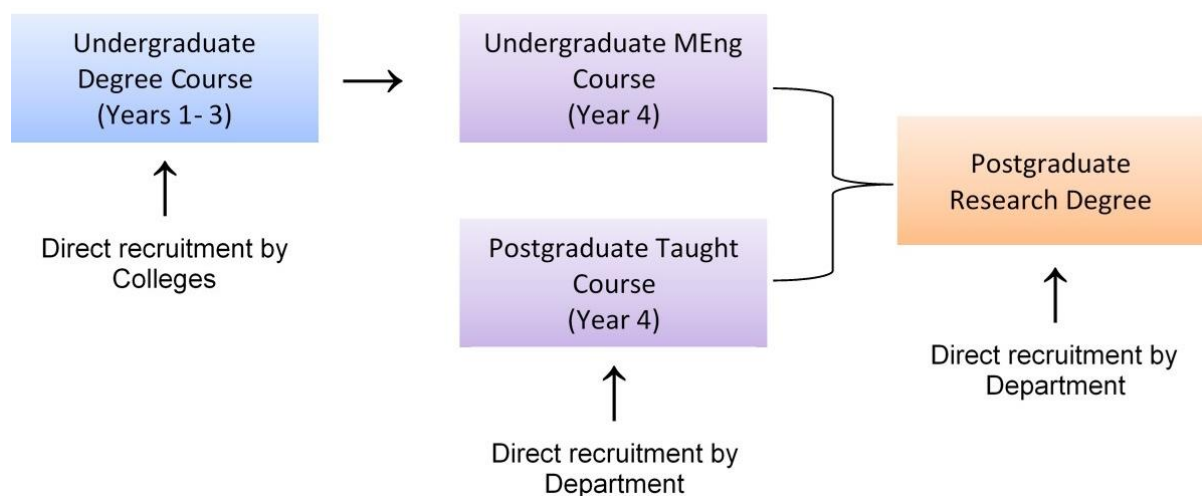 Undergraduate
Degree Course
(Years 1- 3)
Undergraduate MEng
Course
(Year 4)
Postgraduate
Research Degree
Direct recruitment by
Colleges
Postgraduate Taught
Course
(Year 4)
Direct recruitment by
Department
Direct recruitment by
Department